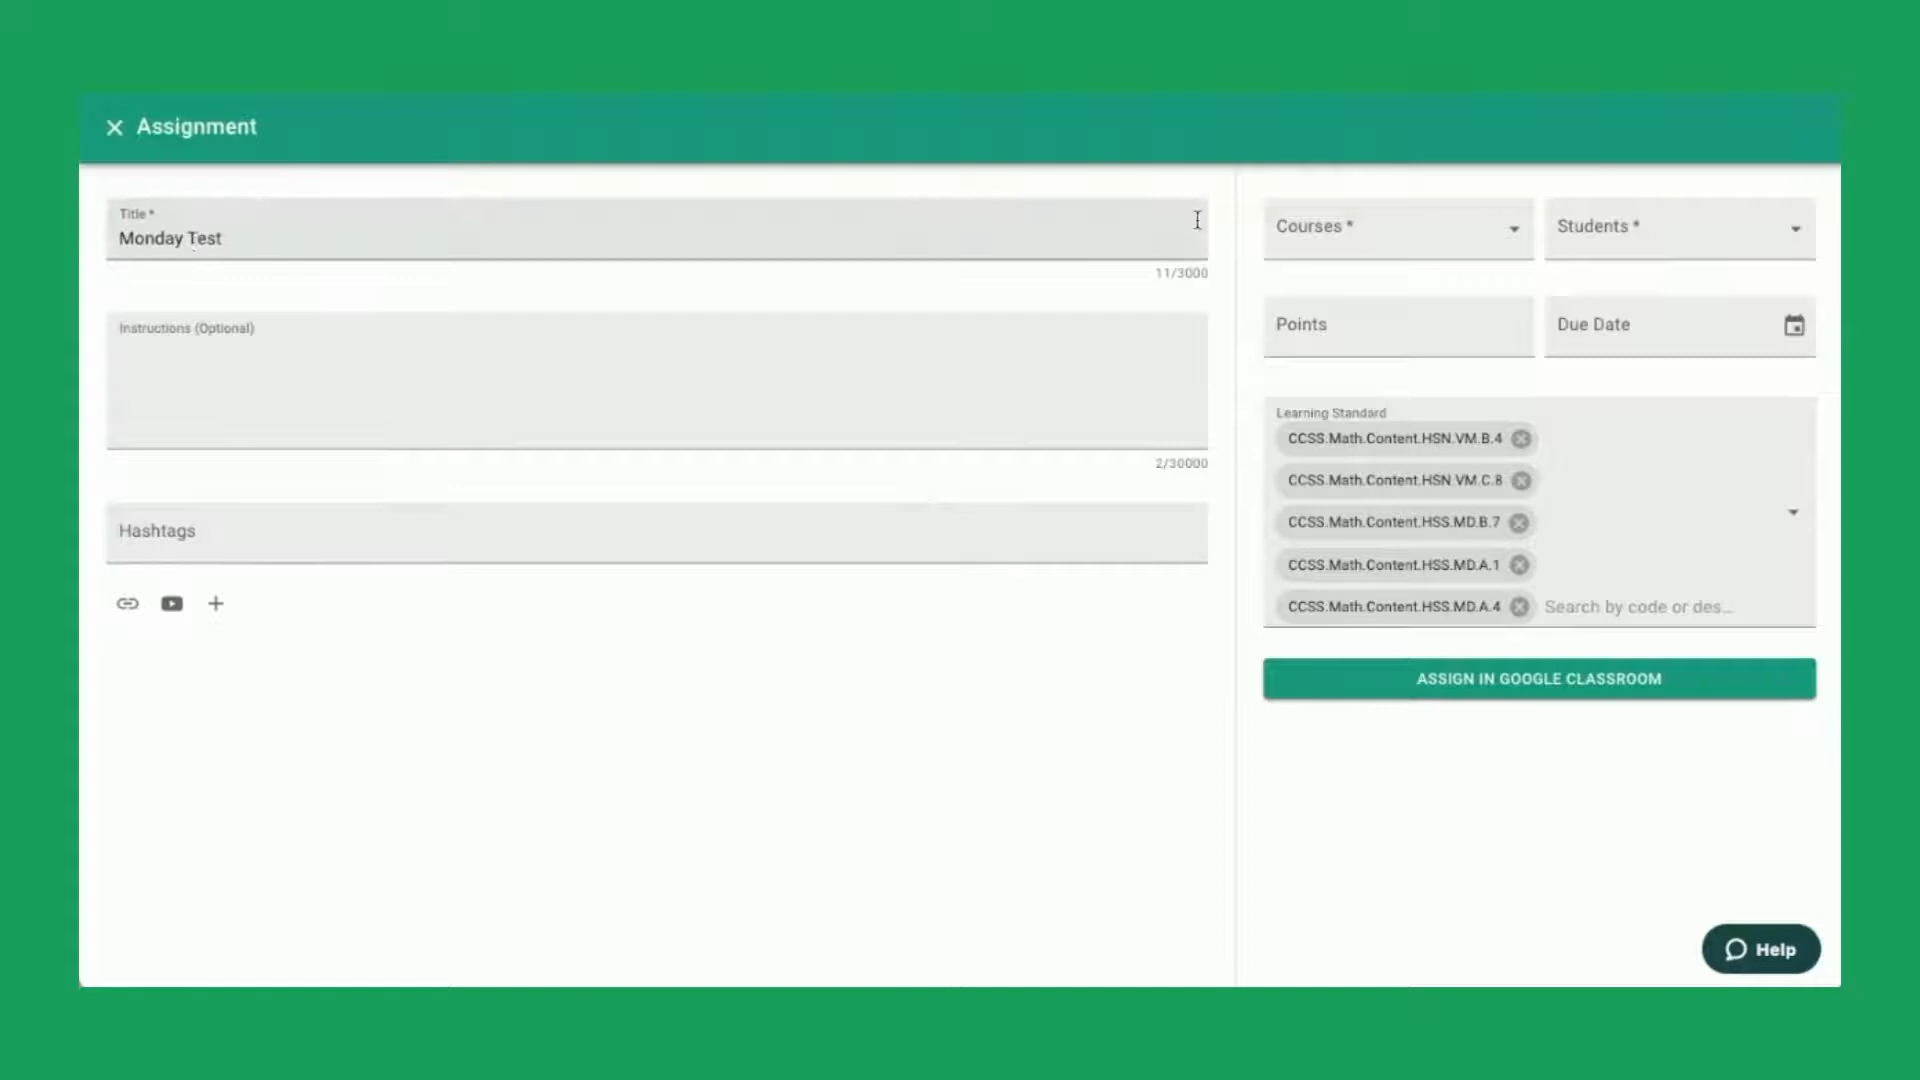 Assignment
Title *
Monday Test
11/3000
Instructions (Optional)
2/30000
Hashtags
Courses *
Students *
Points
Due Date
Learning Standard
CCSS.Math.Content.HSN.VM.B.4
CCSS.Math.Content.HSN.VM.C.8
CCSS.Math.Content.HSS.MD.B.7
CCSS.Math.Content.HSS.MD.A.1
CCSS.Math.Content.HSS.MD.A.4 Search by code or des...
ASSIGN IN GOOGLE CLASSROOM
Help